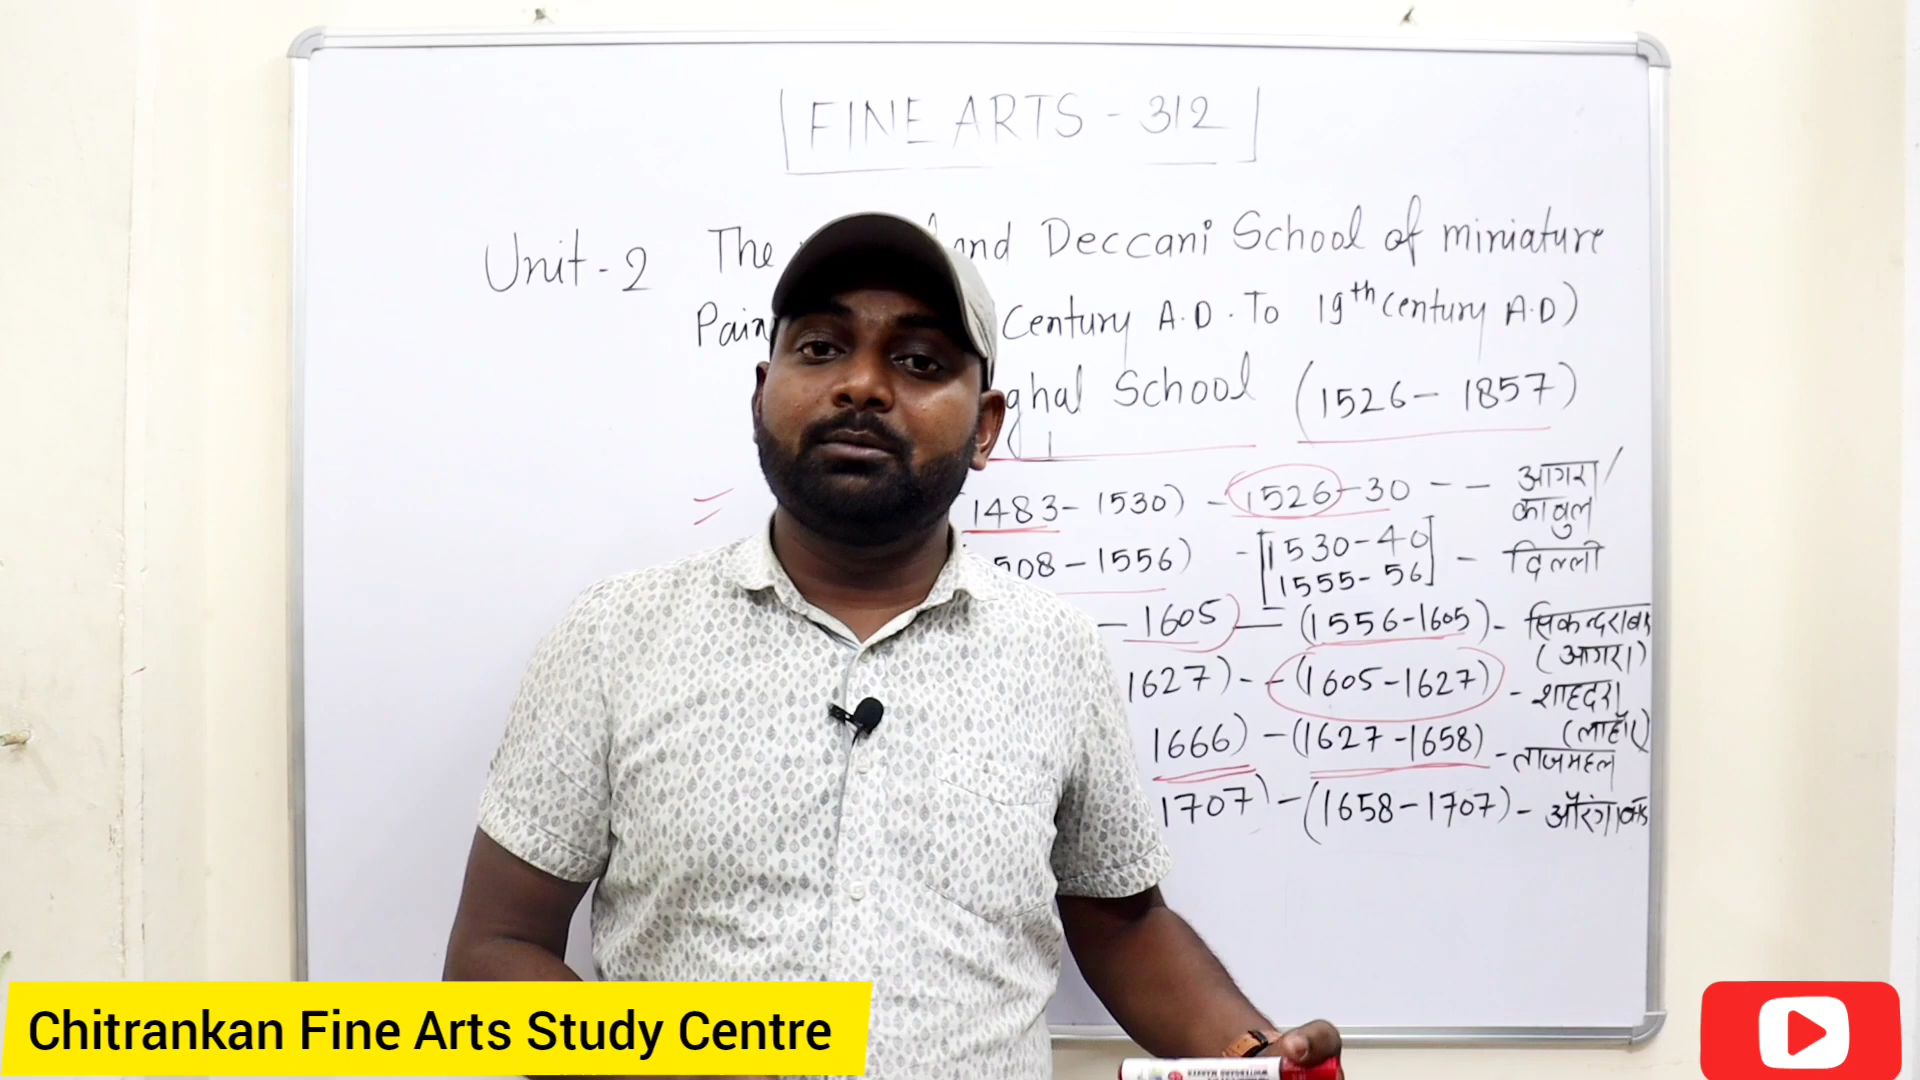 FINE ARTS - 312
Unit - 2 The and Deccani School of miniature
Century A.D. To 19th Century A.D)
School (1526 - 1857)
1483 - 1530) - 1526 - 30 - - आगरा /
काबुल
508 - 1556) - [1530 - 40
1555 - 56] - दिल्ली
- 1605) - (1556 - 1605) - सिकन्दराबाद
(आगरा)
1627) - - (1605 - 1627) - शाहदरा
(लाहौर)
1666) - (1627 - 1658) - ताजमहल
1707) - (1658 - 1707) - औरंगाबाद
Chitrankan Fine Arts Study Centre
WHITEBOARD MARKER